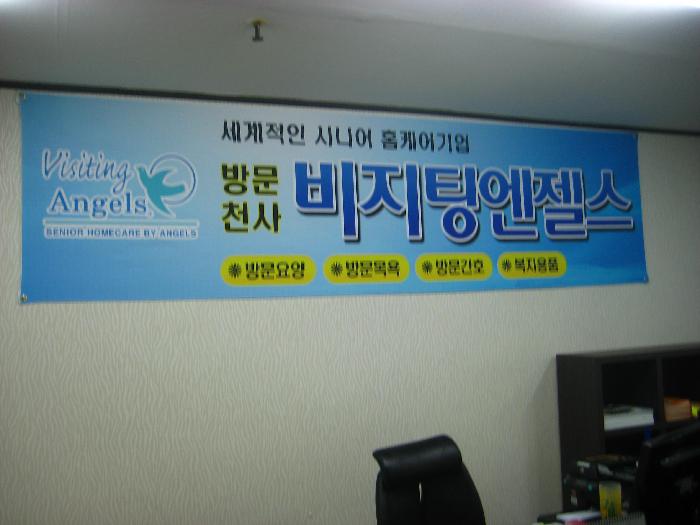 Visiting
Angels
SENIOR HOMECARE BY ANGELS
세계적인 시니어 홈케어기업
방문
천사
비지팅엔젤스
방문요양
방문목욕
방문간호
복지용품